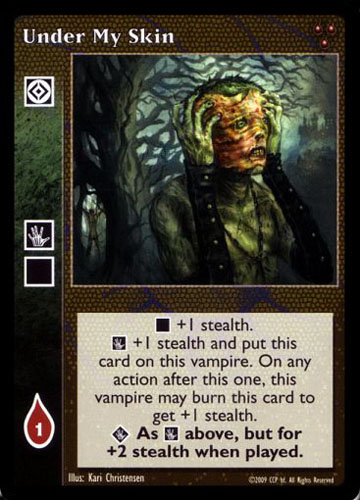 Under My Skin
+1 stealth.
+1 stealth and put this
card on this vampire. On any
action after this one, this
vampire may burn this card to
get +1 stealth.
As above, but for
+2 stealth when played.
1
Illus: Kari Christensen
©2009 CCP hf. All Rights Reserved